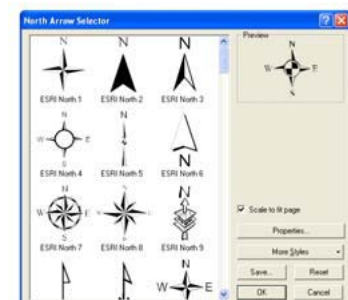 North Arrow Selector
N N N
ESRI North 1 ESRI North 2 ESRI North 3
W E N
ESRI North 4 ESRI North 5 ESRI North 6
N N N
W E
S S
ESRI North 7 ESRI North 8 ESRI North 9
N
W E
Preview
N
W E
S
Scale to fit page
Properties...
More Styles
Save... Reset
OK Cancel